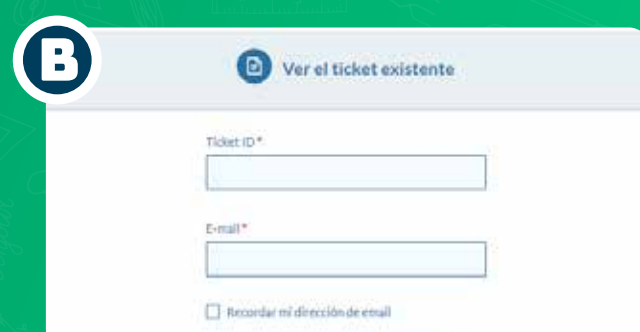 B
Ver el ticket existente
Ticket ID*
E-mail*
Recordar mi dirección de email